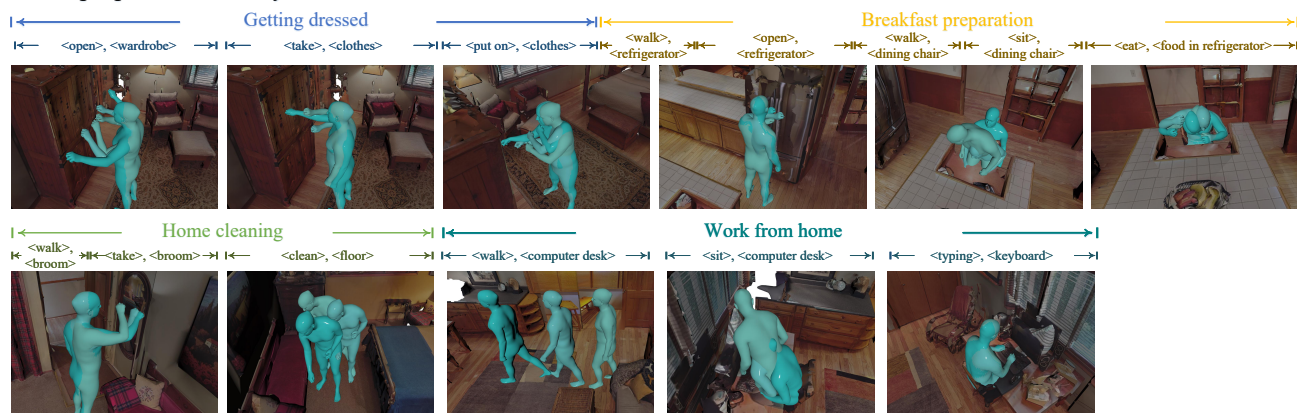 Getting dressed
Breakfast preparation
<open>, <wardrobe>
<take>, <clothes>
<put on>, <clothes>
<walk>,
<refrigerator>
<open>,
<refrigerator>
<walk>,
<dining chair>
<sit>,
<dining chair>
<eat>, <food in refrigerator>
Home cleaning
Work from home
<walk>,
<broom>
<take>, <broom>
<clean>, <floor>
<walk>, <computer desk>
<sit>, <computer desk>
<typing>, <keyboard>